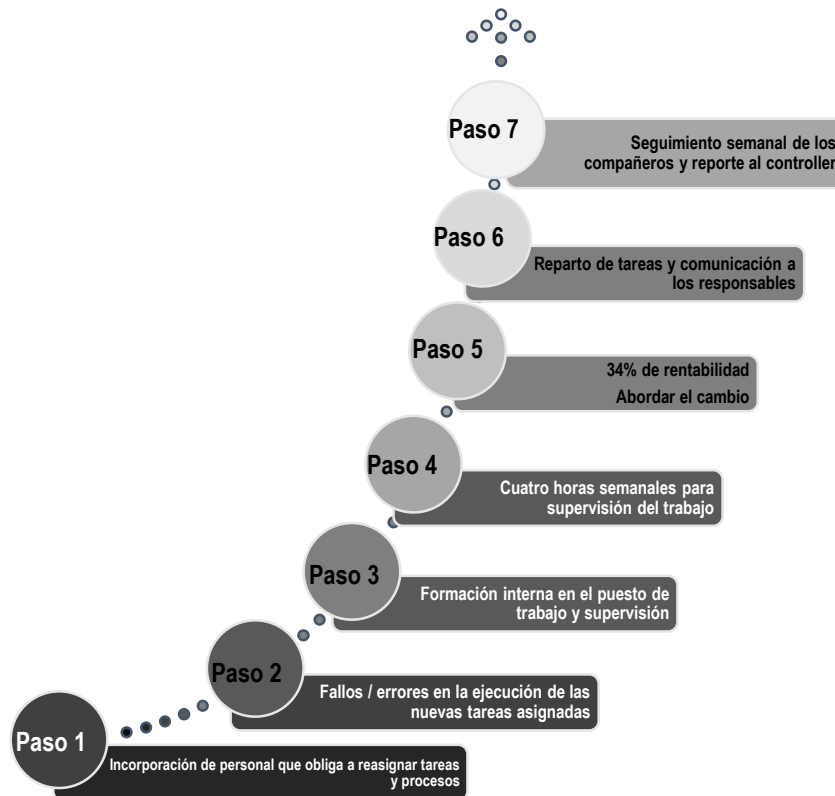 Paso 7
Seguimiento semanal de los
compañeros y reporte al controller
Paso 6
Reparto de tareas y comunicación a
los responsables
Paso 5
34% de rentabilidad
Abordar el cambio
Paso 4
Cuatro horas semanales para
supervisión del trabajo
Paso 3
Formación interna en el puesto de
trabajo y supervisión
Paso 2
Fallos / errores en la ejecución de las
nuevas tareas asignadas
Paso 1
Incorporación de personal que obliga a reasignar tareas
y procesos